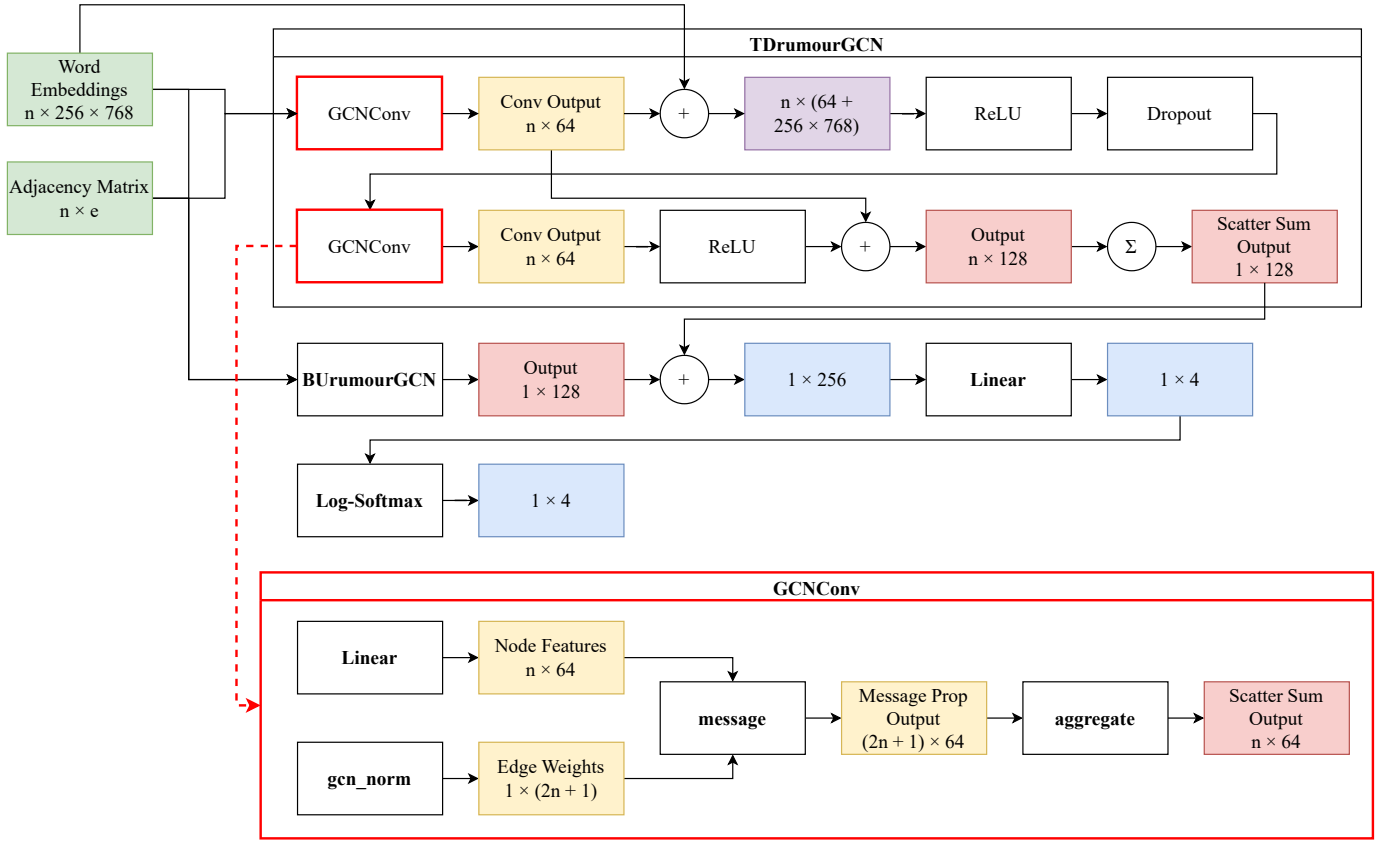 TDrumourGCN
Word
Embeddings
n × 256 × 768
GCNConv
Conv Output
n × 64
+
n × (64 +
256 × 768)
ReLU
Dropout
Adjacency Matrix
n × e
GCNConv
Conv Output
n × 64
ReLU
+
Output
n × 128
Σ
Scatter Sum
Output
1 × 128
BUrumourGCN
Output
1 × 128
+
1 × 256
Linear
1 × 4
Log-Softmax
1 × 4
GCNConv
Linear
Node Features
n × 64
gcn_norm
Edge Weights
1 × (2n + 1)
message
Message Prop
Output
(2n + 1) × 64
aggregate
Scatter Sum
Output
n × 64